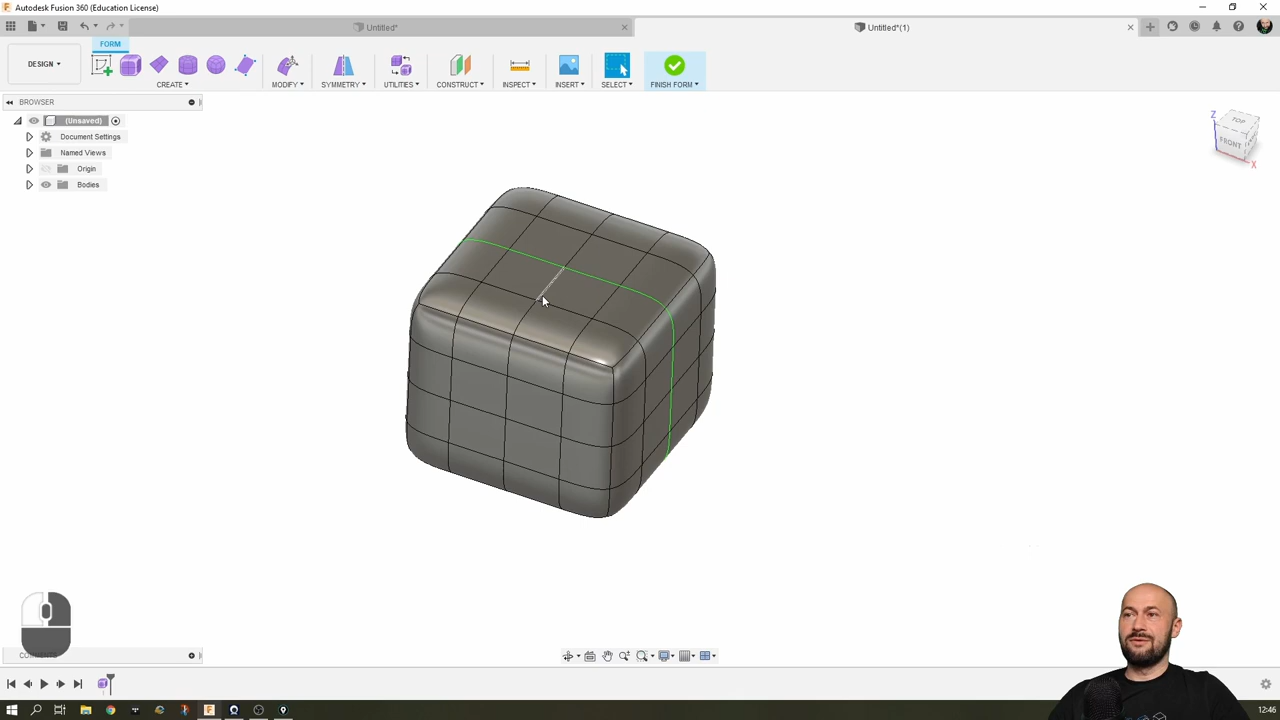 Autodesk Fusion 360 (Education License)
Untitled*
Untitled*(1)
FORM
DESIGN
CREATE
MODIFY
SYMMETRY
UTILITIES
CONSTRUCT
INSPECT
INSERT
SELECT
FINISH FORM
BROWSER
(Unsaved)
Document Settings
Named Views
Origin
Bodies
Z
TOP
FRONT
X
COMMENTS
12:46